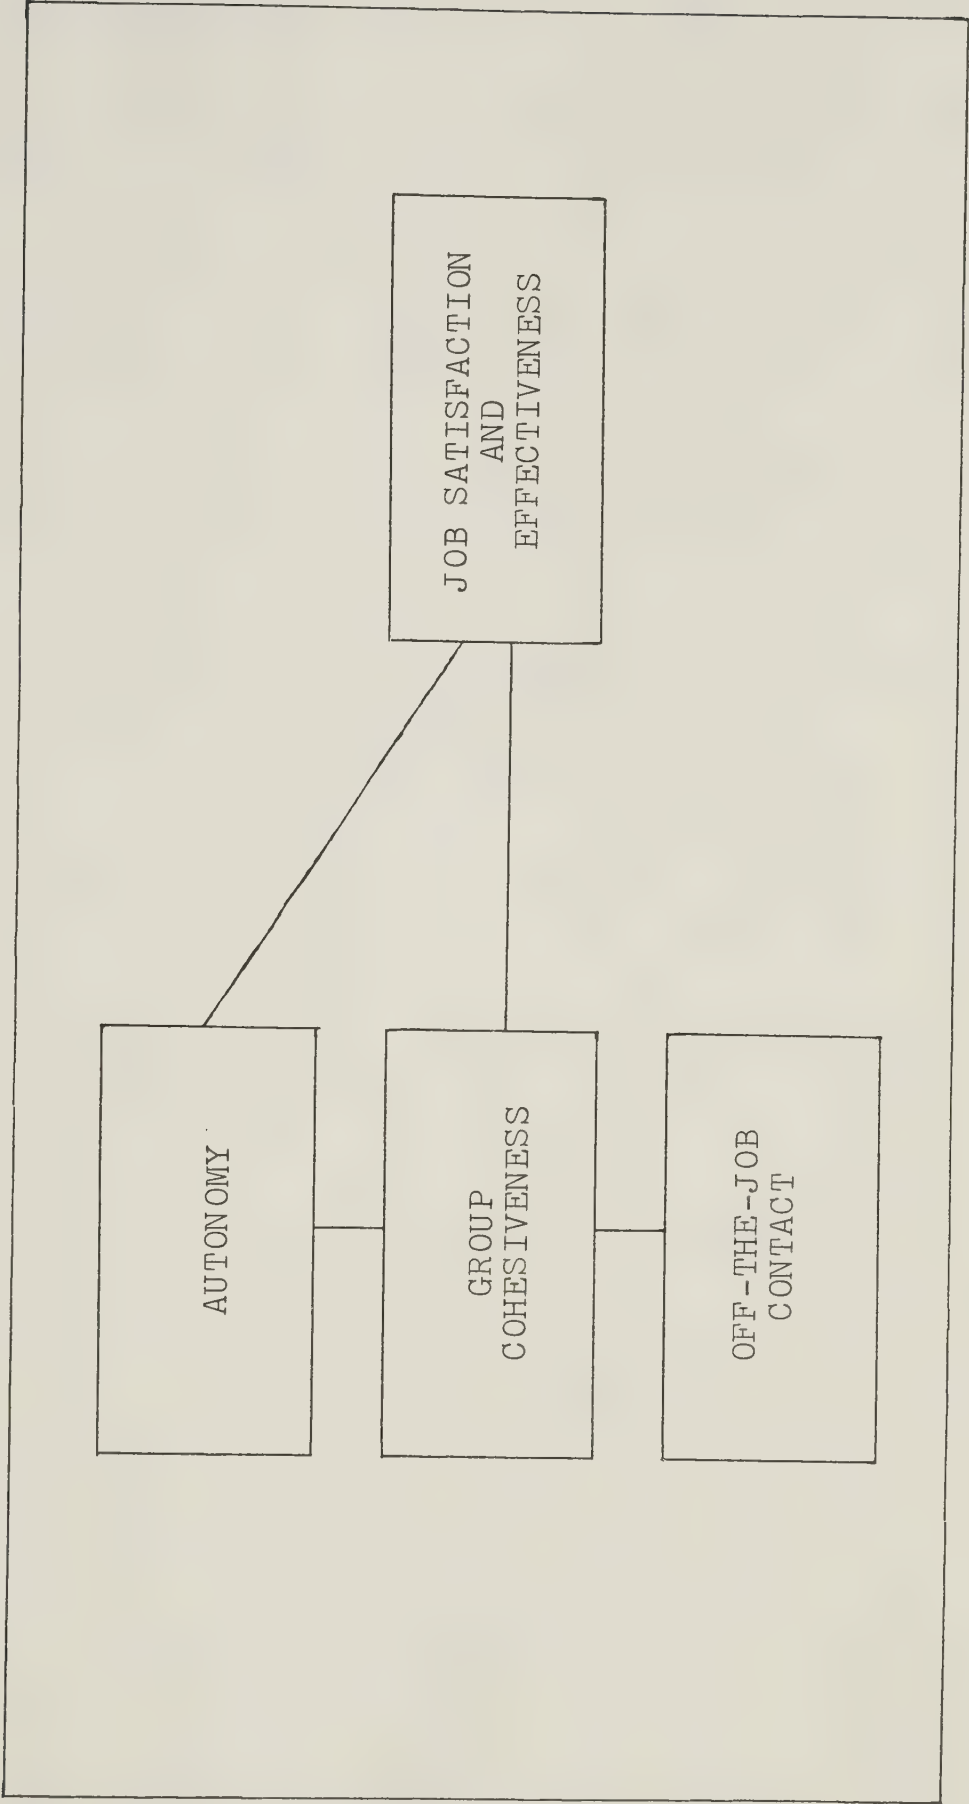 AUTONOMY
GROUP
COHESIVENESS
OFF-THE-JOB
CONTACT
JOB SATISFACTION
AND
EFFECTIVENESS